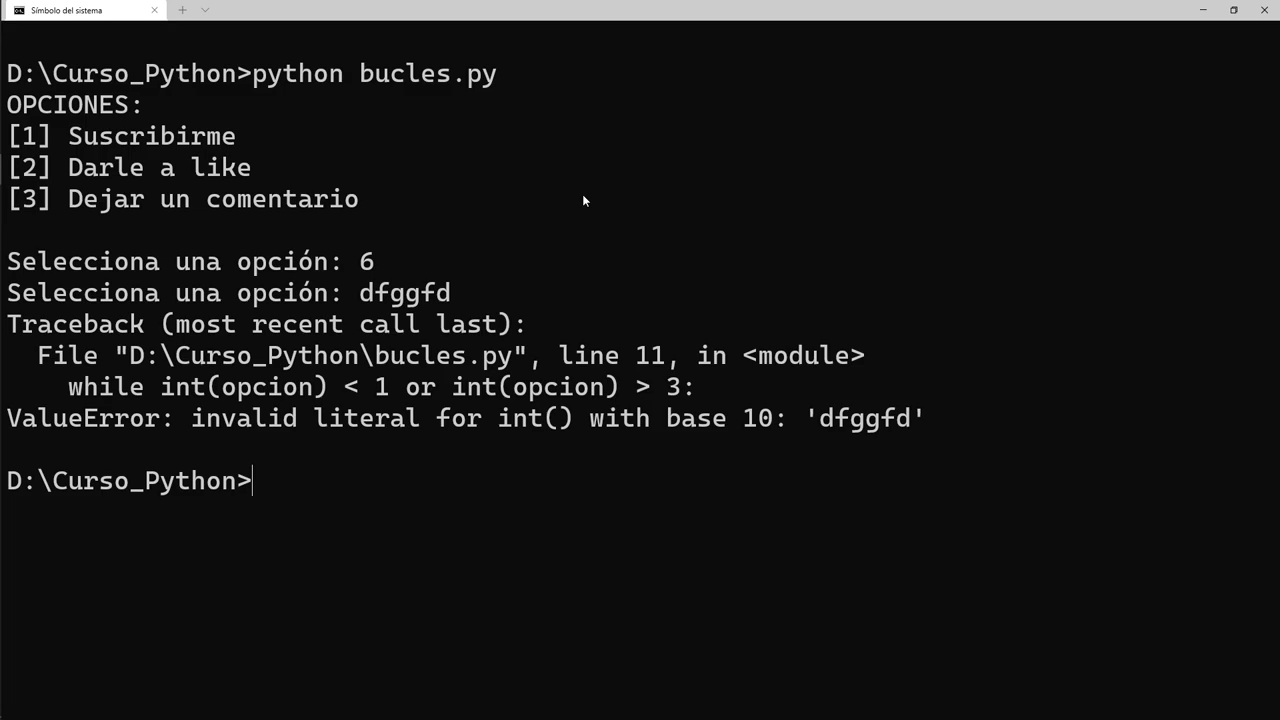 Símbolo del sistema
D:\Curso_Python>python bucles.py
OPCIONES:
[1] Suscribirme
[2] Darle a like
[3] Dejar un comentario
Selecciona una opción: 6
Selecciona una opción: dfggfd
Traceback (most recent call last):
  File "D:\Curso_Python\bucles.py", line 11, in <module>
    while int(opcion) < 1 or int(opcion) > 3:
ValueError: invalid literal for int() with base 10: 'dfggfd'
D:\Curso_Python>